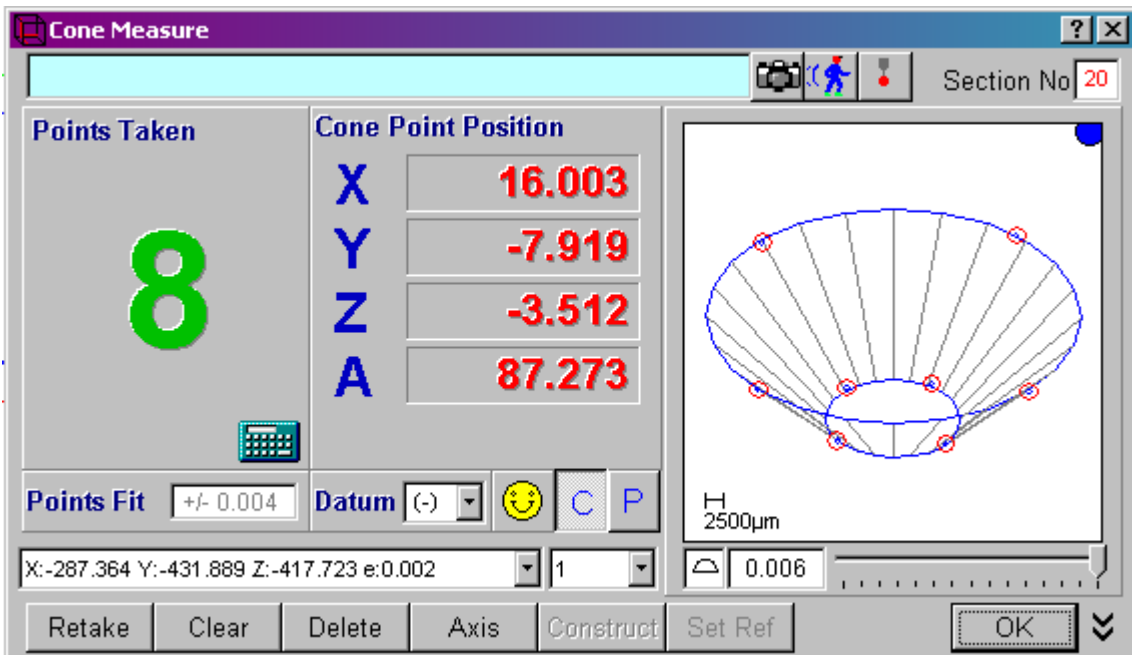 Cone Measure
Section No 20
Points Taken
8
Cone Point Position
X 16.003
Y -7.919
Z -3.512
A 87.273
Points Fit +/- 0.004
Datum (-) C P
2500µm
X:-287.364 Y:-431.889 Z:-417.723 e:0.002 1
0.006
Retake Clear Delete Axis Construct Set Ref OK